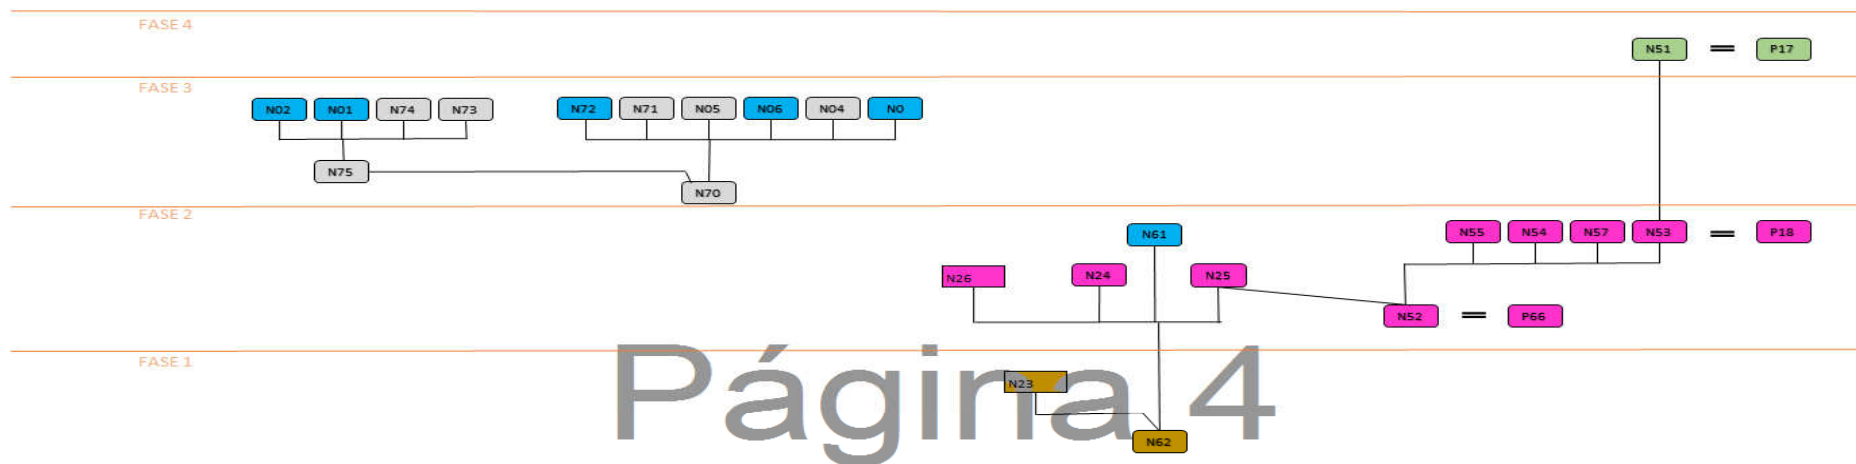 FASE 4
N51 = P17
FASE 3
N02 N01 N74 N73 N72 N71 N05 N06 N04 N0
N75
N70
FASE 2
N61 N55 N54 N57 N53 = P18
N26 N24 N25
N52 = P66
FASE 1
N23
Página 4
N62